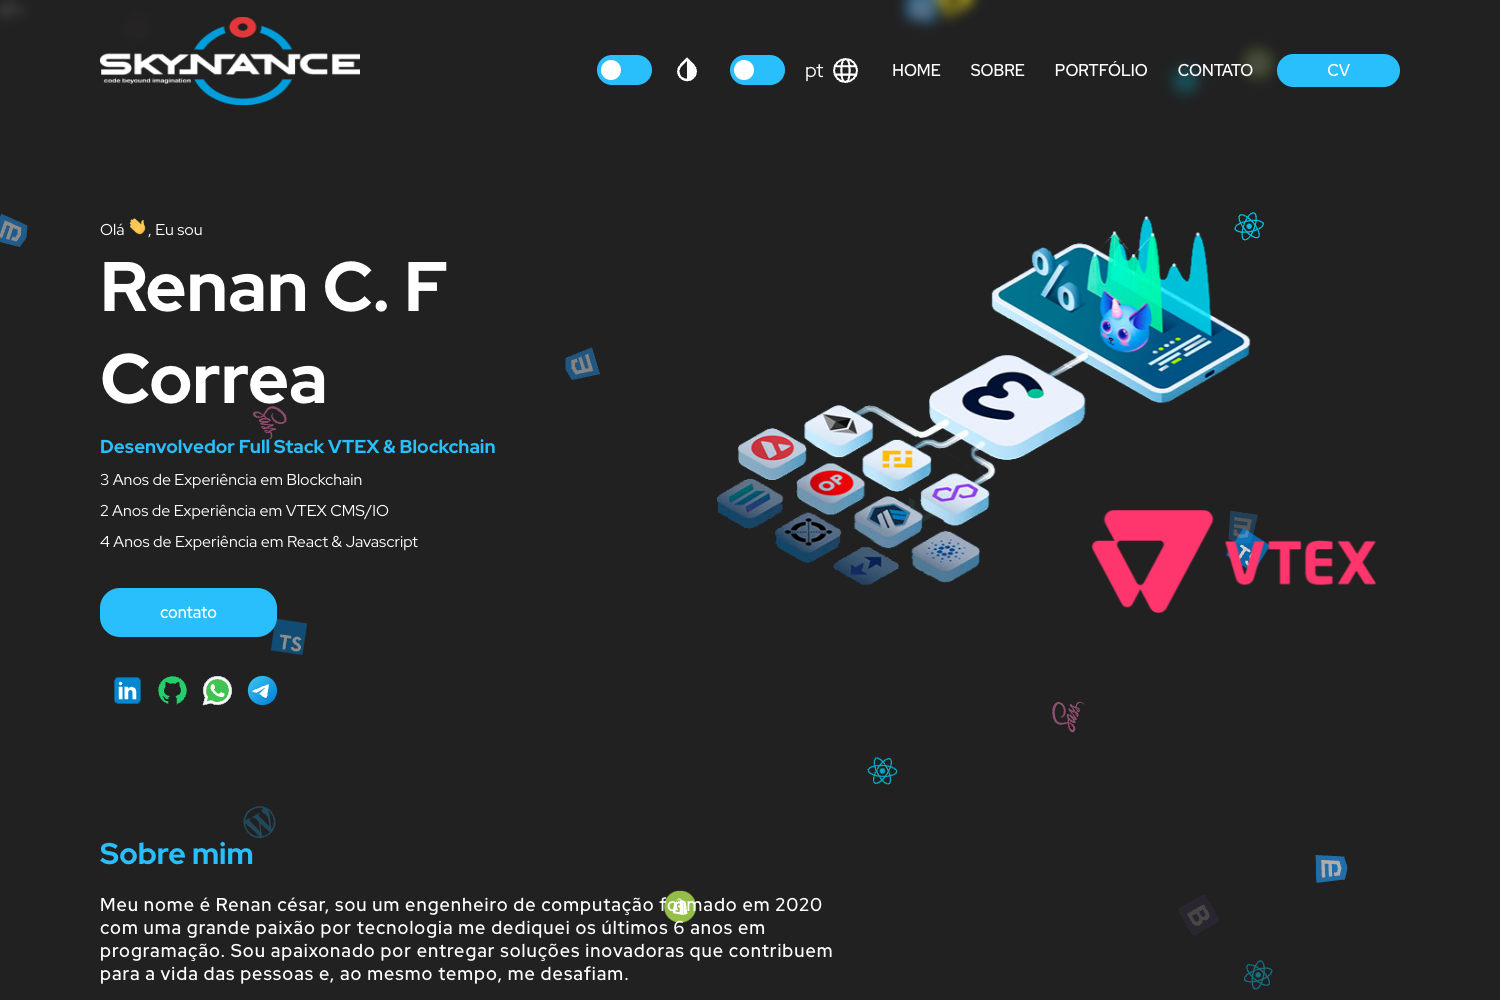 SKYNANCE
code beyound imagination
pt
HOME
SOBRE
PORTFÓLIO
CONTATO
CV
Olá 👋, Eu sou
Renan C. F
Correa
Desenvolvedor Full Stack VTEX & Blockchain
3 Anos de Experiência em Blockchain
2 Anos de Experiência em VTEX CMS/IO
4 Anos de Experiência em React & Javascript
contato
in
TS
%
OP
VTEX
Sobre mim
Meu nome é Renan césar, sou um engenheiro de computação formado em 2020
com uma grande paixão por tecnologia me dediquei os últimos 6 anos em
programação. Sou apaixonado por entregar soluções inovadoras que contribuem
para a vida das pessoas e, ao mesmo tempo, me desafiam.
B